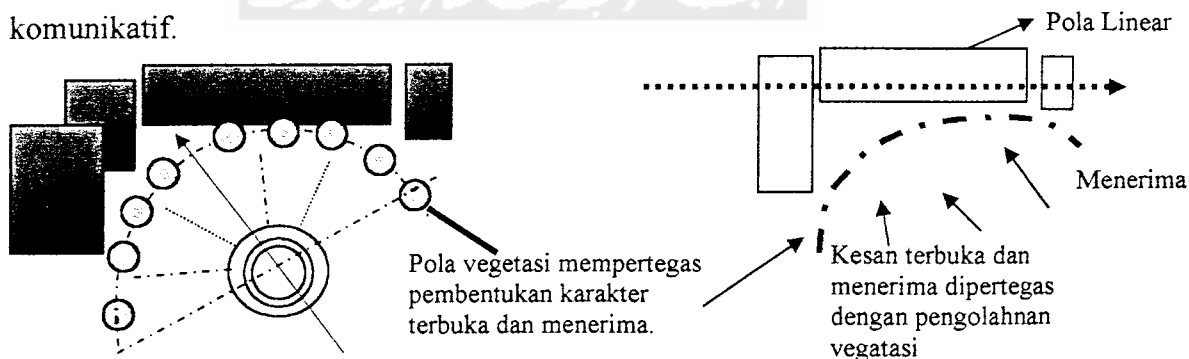 komunikatif.
Pola Linear
Menerima
Pola vegetasi mempertegas
pembentukan karakter
terbuka dan menerima.
Kesan terbuka dan
menerima dipertegas
dengan pengolahnan
vegatasi